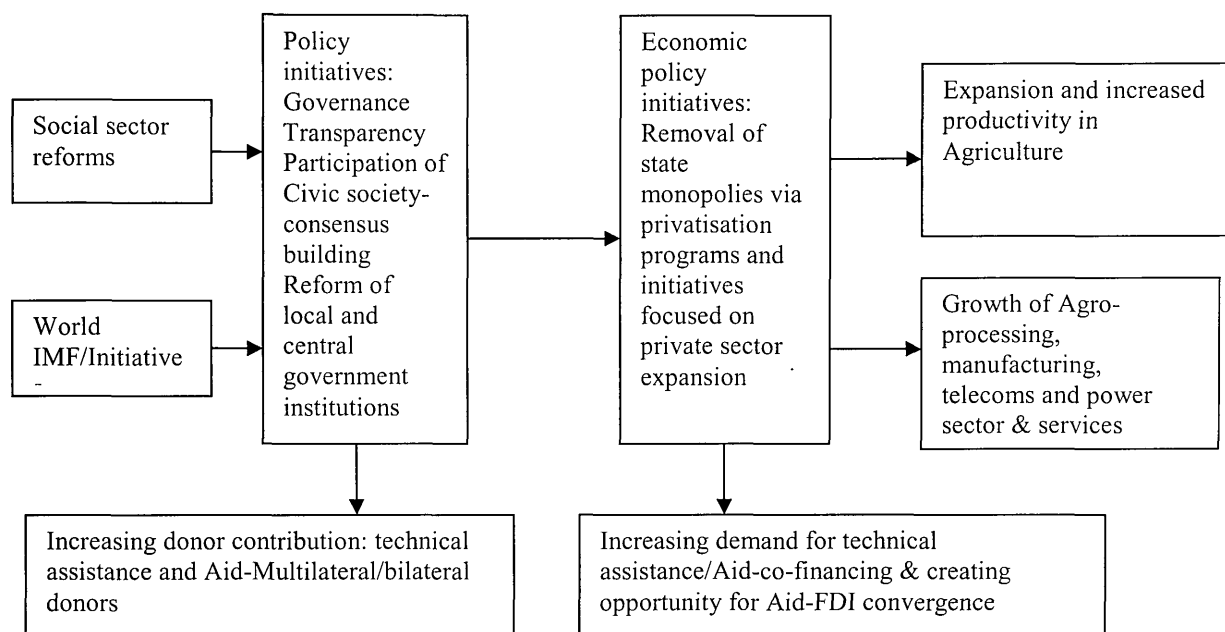 Social sector
reforms
World
IMF/Initiative
-
Policy
initiatives:
Governance
Transparency
Participation of
Civic society-
consensus
building
Reform of
local and
central
government
institutions
Economic
policy
initiatives:
Removal of
state
monopolies via
privatisation
programs and
initiatives
focused on
private sector
expansion
Expansion and increased
productivity in
Agriculture
Growth of Agro-
processing,
manufacturing,
telecoms and power
sector & services
Increasing donor contribution: technical
assistance and Aid-Multilateral/bilateral
donors
Increasing demand for technical
assistance/Aid-co-financing & creating
opportunity for Aid-FDI convergence